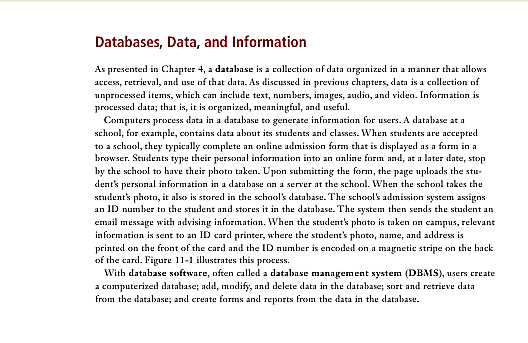 Databases, Data, and Information
As presented in Chapter 4, a database is a collection of data organized in a manner that allows
access, retrieval, and use of that data. As discussed in previous chapters, data is a collection of
unprocessed items, which can include text, numbers, images, audio, and video. Information is
processed data; that is, it is organized, meaningful, and useful.
Computers process data in a database to generate information for users. A database at a
school, for example, contains data about its students and classes. When students are accepted
to a school, they typically complete an online admission form that is displayed as a form in a
browser. Students type their personal information into an online form and, at a later date, stop
by the school to have their photo taken. Upon submitting the form, the page uploads the stu-
dent's personal information in a database on a server at the school. When the school takes the
student's photo, it also is stored in the school's database. The school's admission system assigns
an ID number to the student and stores it in the database. The system then sends the student an
email message with advising information. When the student's photo is taken on campus, relevant
information is sent to an ID card printer, where the student's photo, name, and address is
printed on the front of the card and the ID number is encoded on a magnetic stripe on the back
of the card. Figure 11-1 illustrates this process.
With database software, often called a database management system (DBMS), users create
a computerized database; add, modify, and delete data in the database; sort and retrieve data
from the database; and create forms and reports from the data in the database.